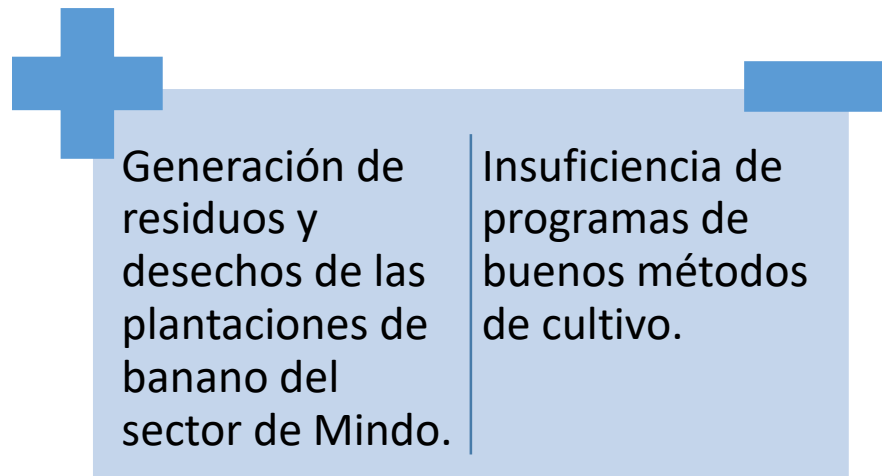 Generación de
residuos y
desechos de las
plantaciones de
banano del
sector de Mindo.
Insuficiencia de
programas de
buenos métodos
de cultivo.